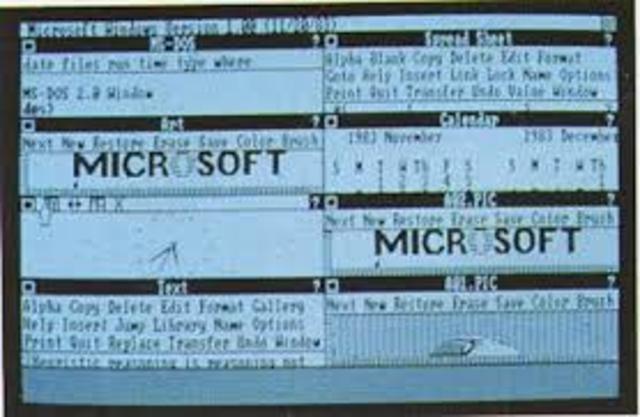 Microsoft Windows Version 1.00 (11/20/83)
MS-DOS ?
date files run time type where
MS-DOS 2.0 Window
dos)
Art ?
Next New Restore Erase Save Color Brush
MICROSOFT
?
Text ?
Alpha Copy Delete Edit Format Gallery
Help Insert Jump Library Name Options
Print Quit Replace Transfer Undo Window
Heuristic reasoning is reasoning not
Spread Sheet ?
Alpha Blank Copy Delete Edit Format
Goto Help Insert Link Lock Name Options
Print Quit Transfer Undo Value Window
Calendar ?
1983 November 1983 December
S M T W Th F S S M T W Th
ART.PIC ?
Next New Restore Erase Save Color Brush
MICROSOFT
?
Next New Restore Erase Save Color Brush